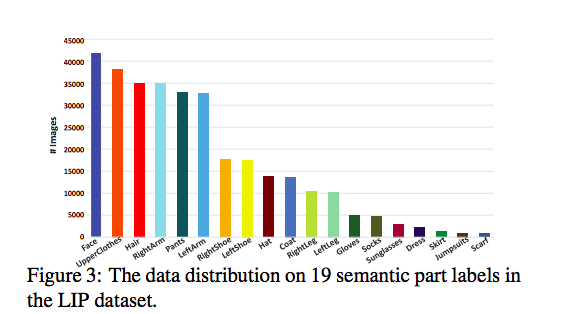 45000
40000
35000
30000
25000
20000
15000
10000
5000
0
# Images
Face
UpperClothes
Hair
RightArm
Pants
LeftArm
RightShoe
LeftShoe
Hat
Coat
RightLeg
LeftLeg
Gloves
Socks
Sunglasses
Dress
Skirt
Jumpsuits
Scarf
Figure 3: The data distribution on 19 semantic part labels in
the LIP dataset.